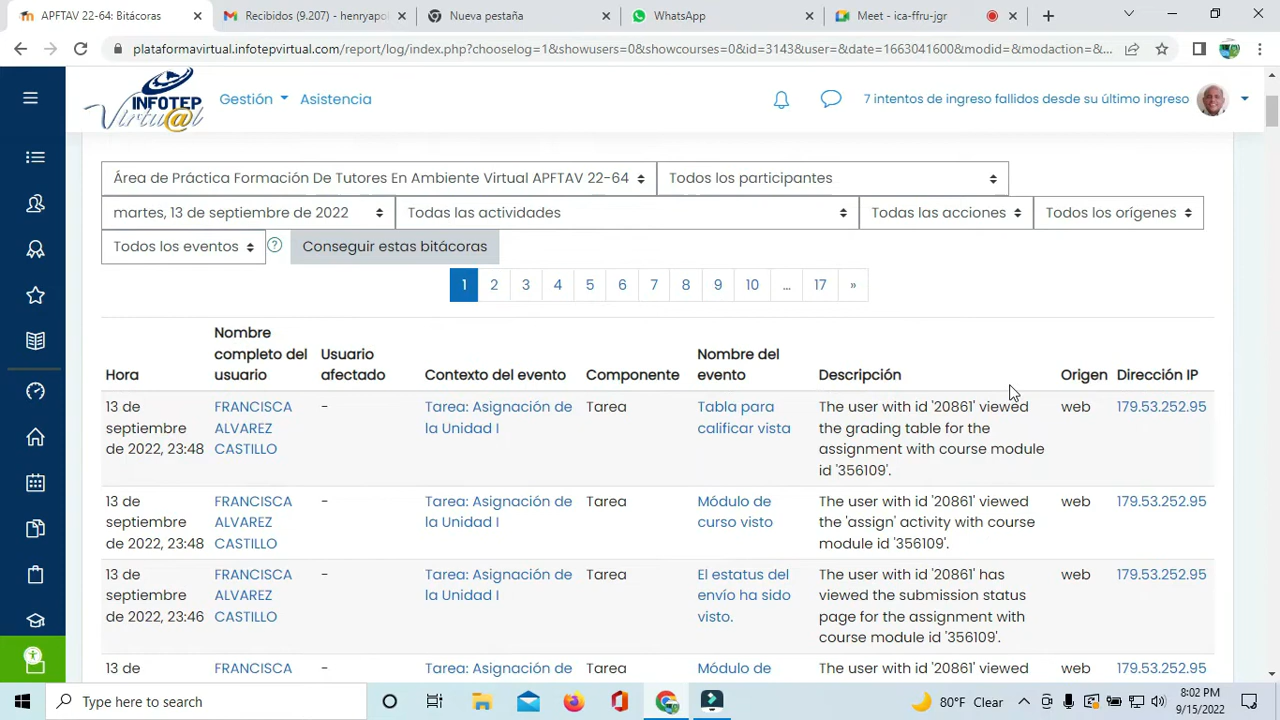 APFTAV 22-64: Bitácoras
Recibidos (9.207) - henryapol
Nueva pestaña
WhatsApp
Meet - ica-ffru-jgr
plataformavirtual.infotepvirtual.com/report/log/index.php?chooselog=1&showusers=0&showcourses=0&id=3143&user=&date=1663041600&modid=&modaction=&...
INFOTEP
Virtu@l
Gestión
Asistencia
7 intentos de ingreso fallidos desde su último ingreso
Área de Práctica Formación De Tutores En Ambiente Virtual APFTAV 22-64
Todos los participantes
martes, 13 de septiembre de 2022
Todas las actividades
Todas las acciones
Todos los orígenes
Todos los eventos
?
Conseguir estas bitácoras
1 2 3 4 5 6 7 8 9 10 ... 17 »
Hora
Nombre
completo del
usuario
Usuario
afectado
Contexto del evento
Componente
Nombre del
evento
Descripción
Origen
Dirección IP
13 de
septiembre
de 2022, 23:48
FRANCISCA
ALVAREZ
CASTILLO
-
Tarea: Asignación de
la Unidad I
Tarea
Tabla para
calificar vista
The user with id '20861' viewed
the grading table for the
assignment with course module
id '356109'.
web
179.53.252.95
13 de
septiembre
de 2022, 23:48
FRANCISCA
ALVAREZ
CASTILLO
-
Tarea: Asignación de
la Unidad I
Tarea
Módulo de
curso visto
The user with id '20861' viewed
the 'assign' activity with course
module id '356109'.
web
179.53.252.95
13 de
septiembre
de 2022, 23:46
FRANCISCA
ALVAREZ
CASTILLO
-
Tarea: Asignación de
la Unidad I
Tarea
El estatus del
envío ha sido
visto.
The user with id '20861' has
viewed the submission status
page for the assignment with
course module id '356109'.
web
179.53.252.95
13 de
FRANCISCA
-
Tarea: Asignación de
Tarea
Módulo de
The user with id '20861' viewed
web
179.53.252.95
Type here to search
80°F Clear
8:02 PM
9/15/2022